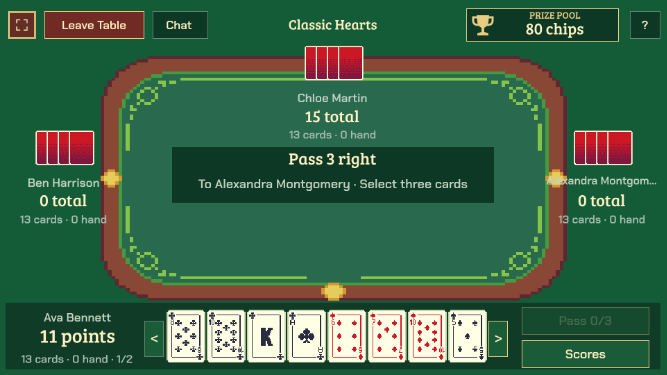 Leave Table
Chat
Classic Hearts
PRIZE POOL
80 chips
?
Chloe Martin
15 total
13 cards · 0 hand
Pass 3 right
To Alexandra Montgomery · Select three cards
Ben Harrison
0 total
13 cards · 0 hand
Montgom...
0 total
13 cards · 0 hand
Ava Bennett
11 points
13 cards · 0 hand · 1/2
<
K
>
Pass 0/3
Scores